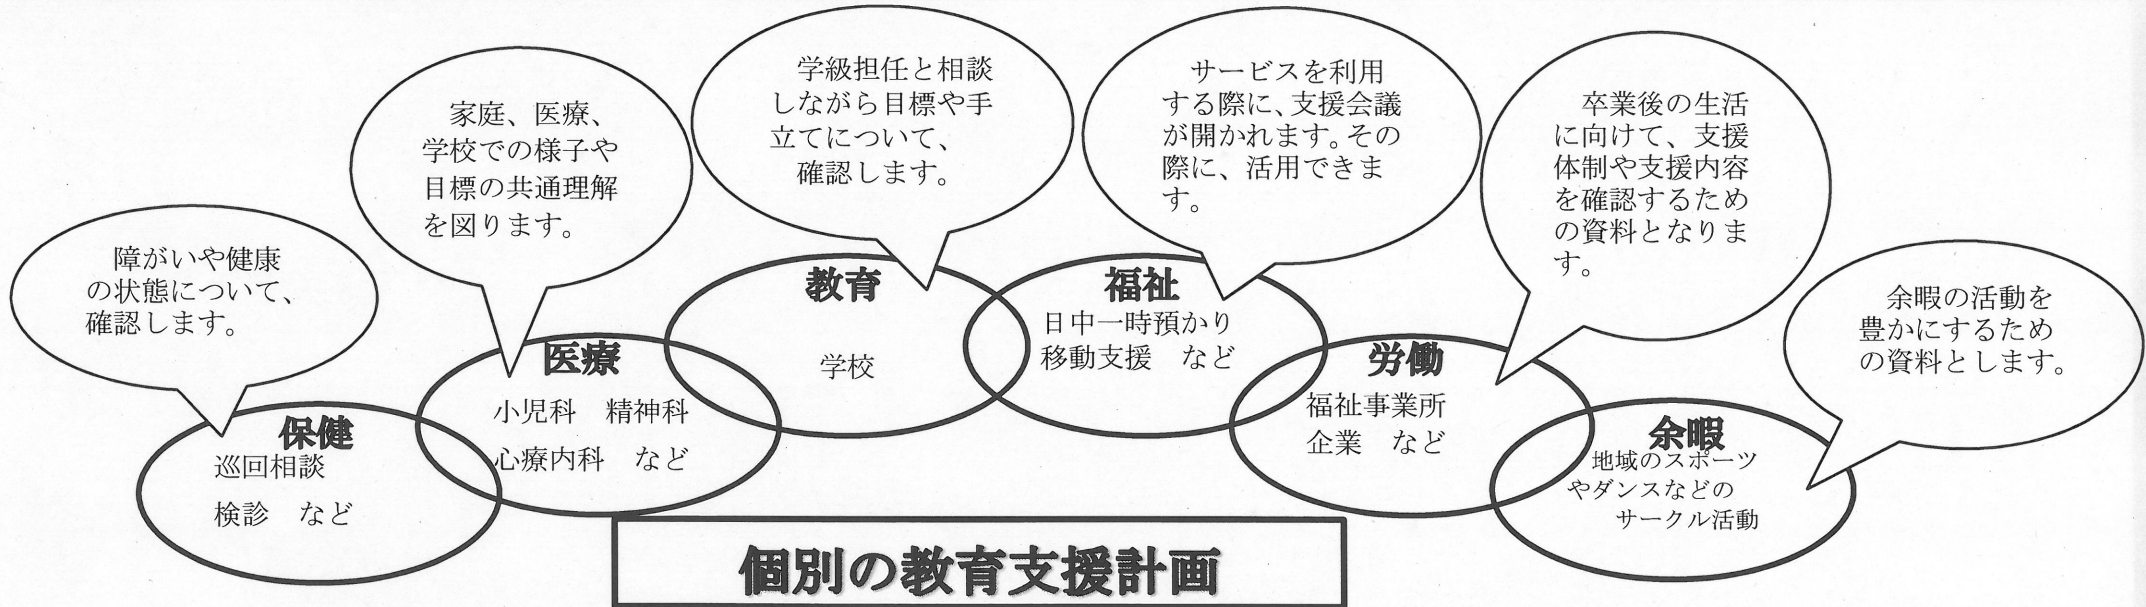 障がいや健康
の状態について、
確認します。
保健
巡回相談
検診　など
家庭、医療、
学校での様子や
目標の共通理解
を図ります。
医療
小児科　精神科
心療内科　など
学級担任と相談
しながら目標や手
立てについて、
確認します。
教育
学校
サービスを利用
する際に、支援会議
が開かれます。その
際に、活用できま
す。
福祉
日中一時預かり
移動支援　など
卒業後の生活
に向けて、支援
体制や支援内容
を確認するため
の資料となりま
す。
労働
福祉事業所
企業　など
余暇の活動を
豊かにするため
の資料とします。
余暇
地域のスポーツ
やダンスなどの
サークル活動
個別の教育支援計画